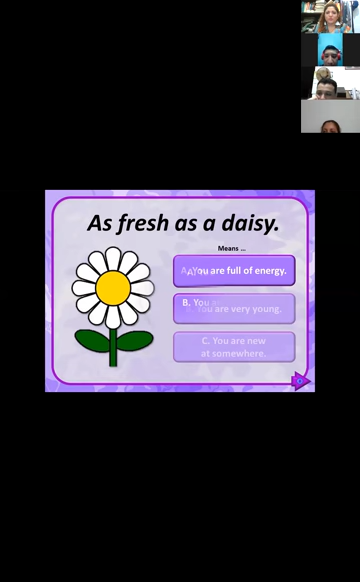 As fresh as a daisy.
Means ...
A. You are full of energy.
B. You are very young.
C. You are new
at somewhere.